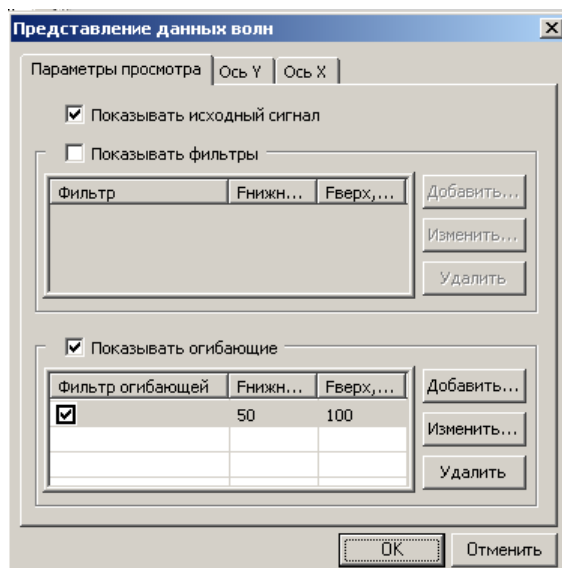 Представление данных волн
Параметры просмотра Ось Y Ось X
Показывать исходный сигнал
Показывать фильтры
Фильтр Fнижн... Fверх,...
Добавить...
Изменить...
Удалить
Показывать огибающие
Фильтр огибающей Fнижн... Fверх,...
50 100
Добавить...
Изменить...
Удалить
OK Отменить